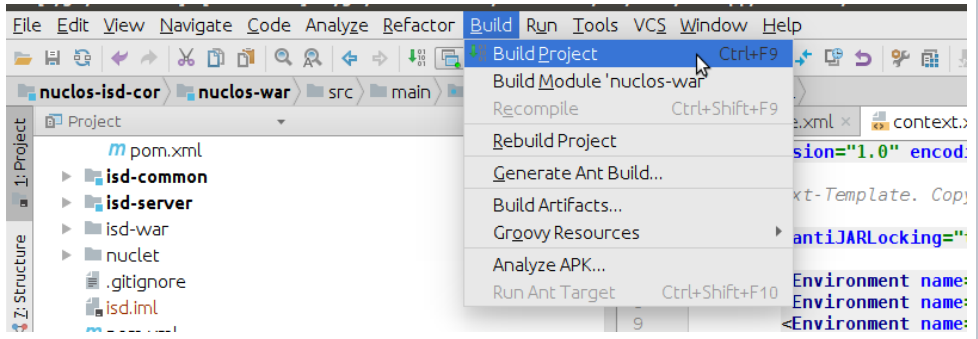 File Edit View Navigate Code Analyze Refactor Build Run Tools VCS Window Help
Build Project Ctrl+F9
Build Module 'nuclos-war'
Recompile Ctrl+Shift+F9
Rebuild Project
Generate Ant Build...
Build Artifacts...
Groovy Resources
Analyze APK...
Run Ant Target Ctrl+Shift+F10
nuclos-isd-cor nuclos-war src main
1: Project
Z: Structure
Project
pom.xml
isd-common
isd-server
isd-war
nuclet
.gitignore
isd.iml
pom.xml
e.xml context.x
sion="1.0" encod
xt-Template. Copy
antiJARLocking="
<Environment name=
<Environment name=
9 <Environment name=